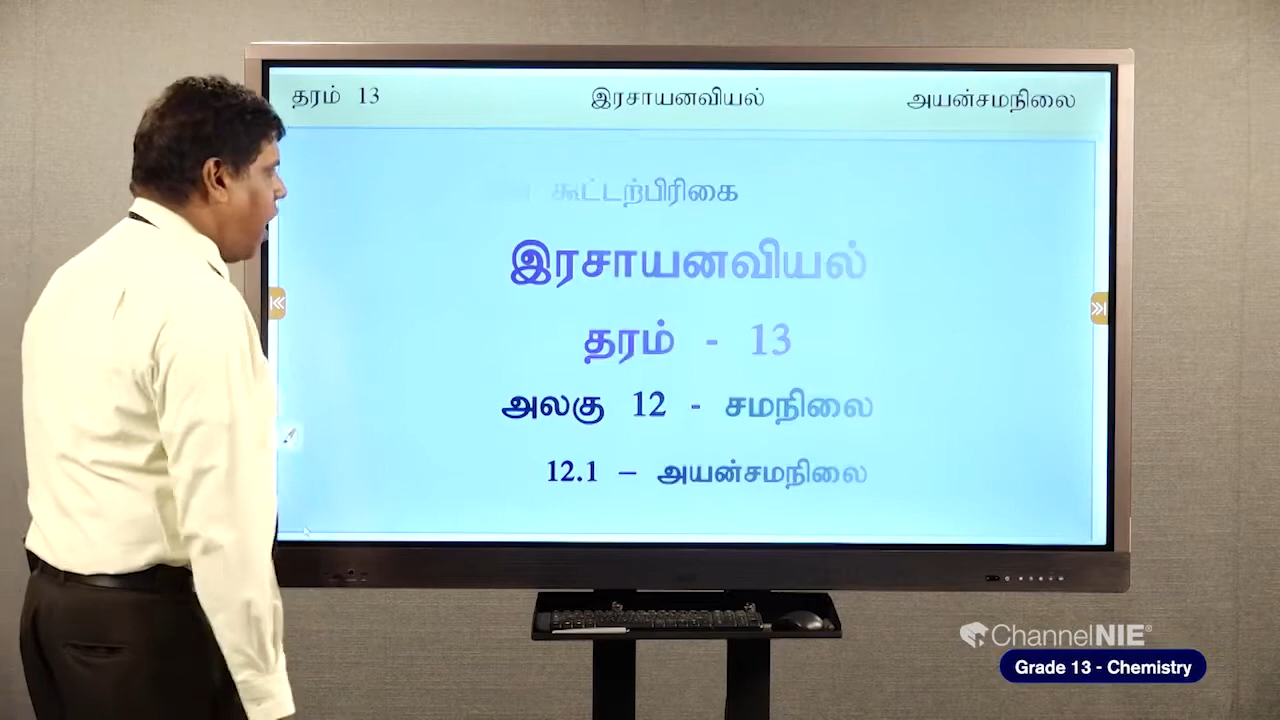 தரம் 13 இரசாயனவியல் அயன்சமநிலை
கூட்டற்பிரிகை
இரசாயனவியல்
தரம் - 13
அலகு 12 - சமநிலை
12.1 – அயன்சமநிலை
ChannelNIE®
Grade 13 - Chemistry